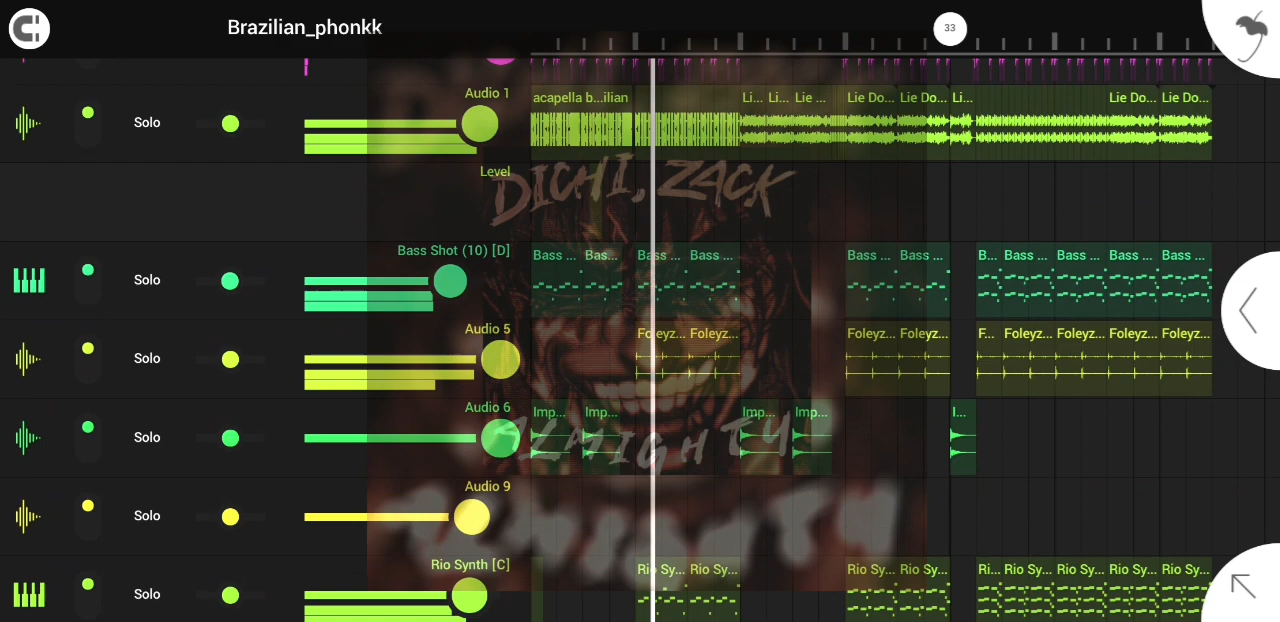 Brazilian_phonkk
33
Audio 1
Solo
acapella b...ilian
Li... Li... Lie ... Lie Do... Lie Do... Li... Lie Do... Lie Do...
Level
DICHI, ZACK
Bass Shot (10) [D]
Solo
Bass ... Bas... Bass ... Bass ... Bass ... Bass ... B... Bass ... Bass ... Bass ... Bass ...
Audio 5
Solo
Foleyz... Foleyz... Foleyz... Foleyz... F... Foleyz... Foleyz... Foleyz... Foleyz...
Audio 6
Solo
Imp... Imp... Imp... Imp... I...
ALMIGHTY
Audio 9
Solo
Rio Synth [C]
Solo
Rio Sy... Rio Sy... Rio Sy... Rio Sy... Ri... Rio Sy... Rio Sy... Rio Sy... Rio Sy...